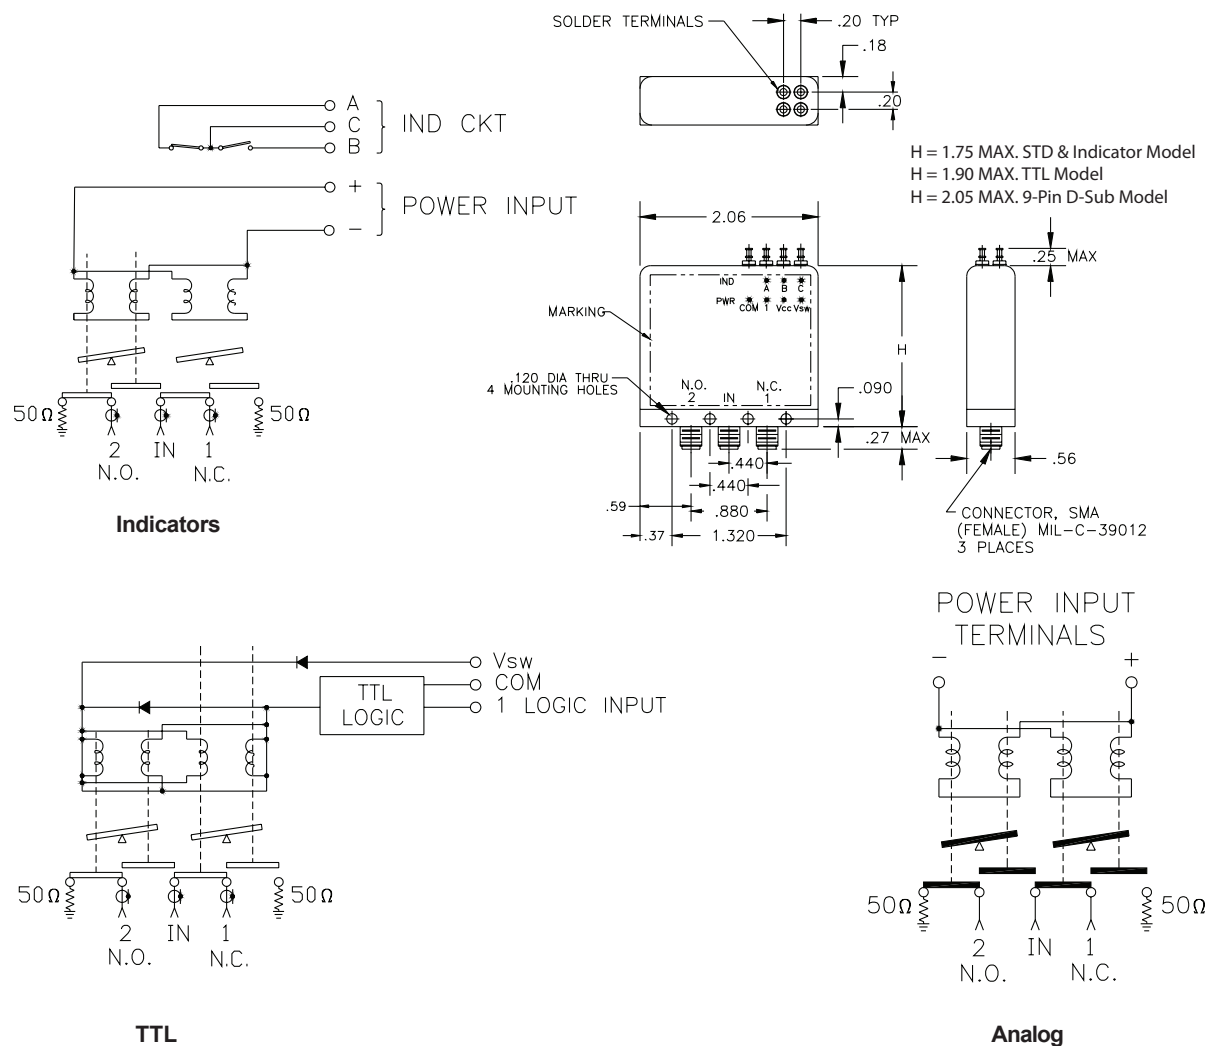 SOLDER TERMINALS
.20 TYP
.18
.20
A
C
B
IND CKT
+
−
POWER INPUT
50Ω
50Ω
2
IN
1
N.O.
N.C.
Indicators
H = 1.75 MAX. STD & Indicator Model
H = 1.90 MAX. TTL Model
H = 2.05 MAX. 9-Pin D-Sub Model
2.06
.25 MAX
IND
A B C
PWR
COM 1 Vcc Vsw
MARKING
H
.120 DIA THRU
4 MOUNTING HOLES
N.O.
2
IN
N.C.
1
.090
.27 MAX
.440
.440
.59
.880
.37
1.320
.56
CONNECTOR, SMA
(FEMALE) MIL-C-39012
3 PLACES
Vsw
COM
1 LOGIC INPUT
TTL
LOGIC
50Ω
50Ω
2
IN
1
N.O.
N.C.
TTL
POWER INPUT
TERMINALS
−
+
50Ω
50Ω
2
IN
1
N.O.
N.C.
Analog